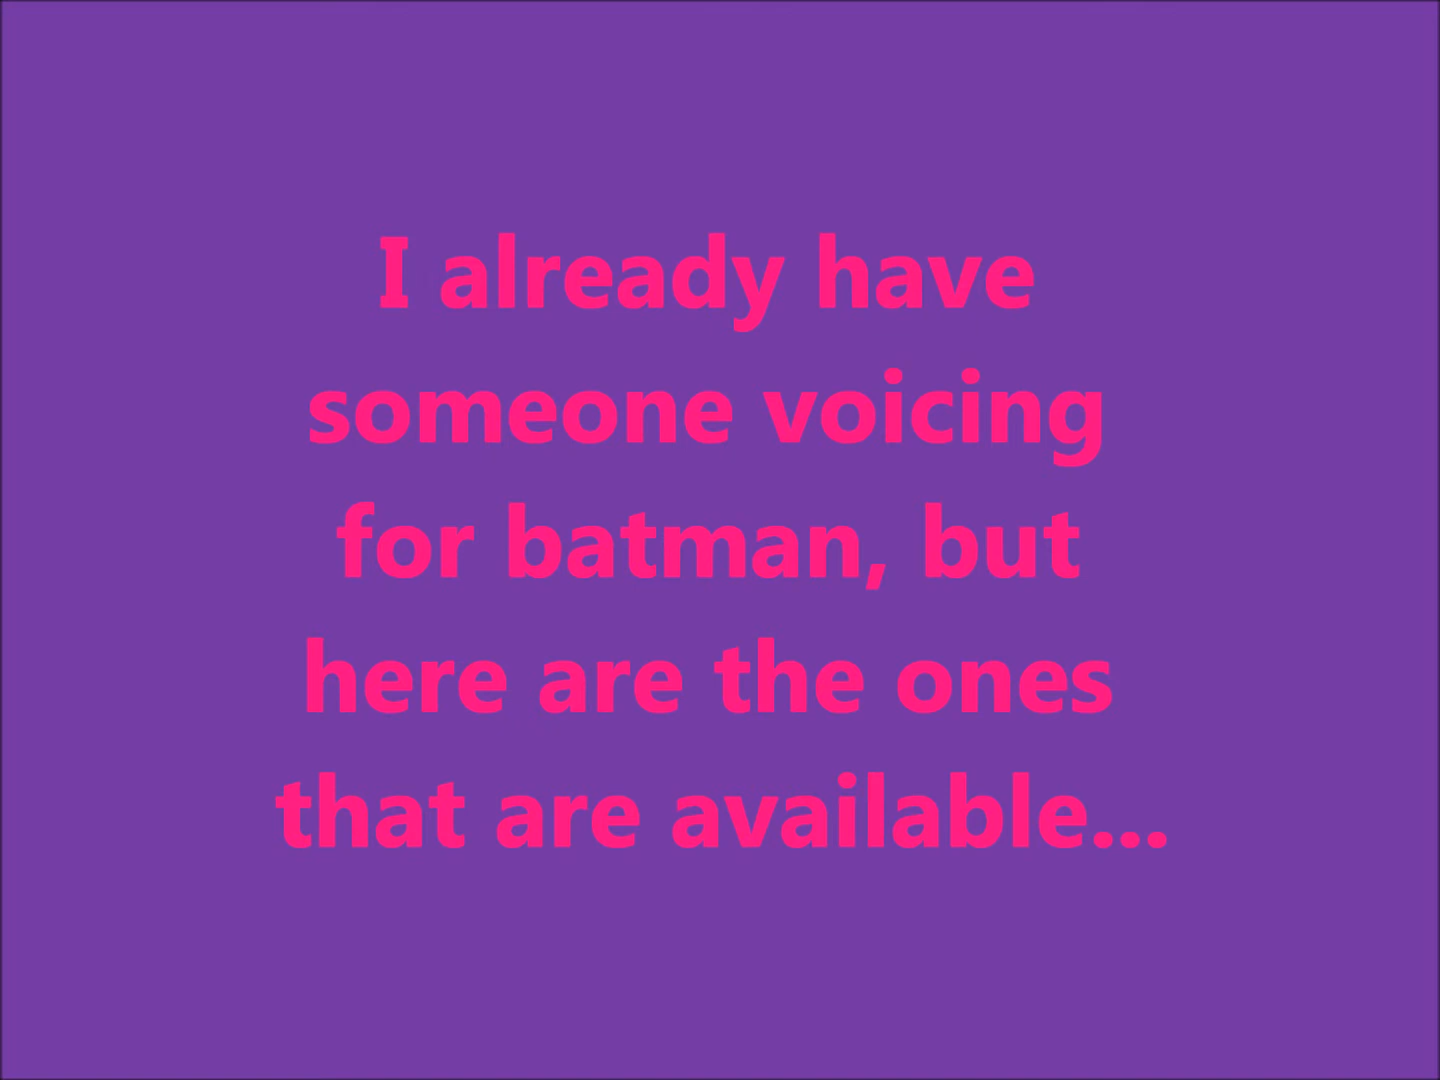 I already have
someone voicing
for batman, but
here are the ones
that are available...